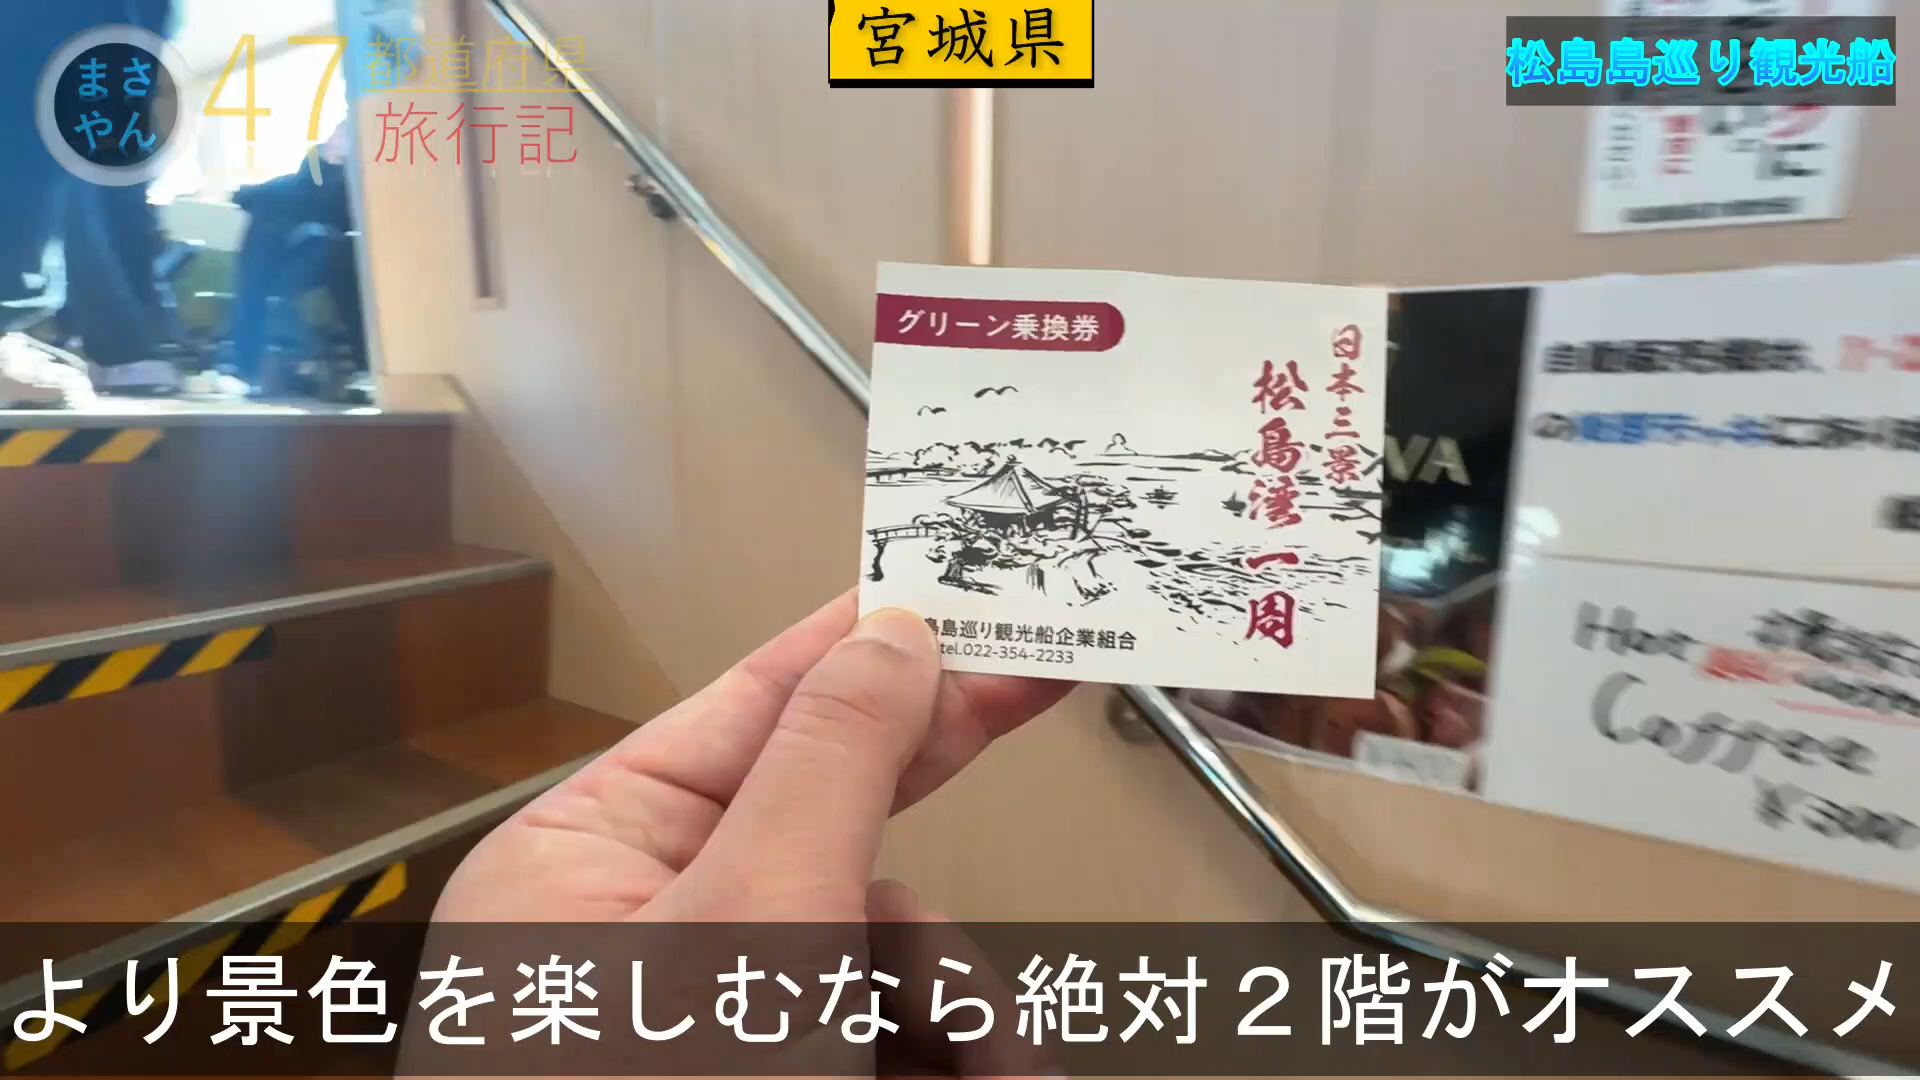 まさ
やん
47
都道府県
旅行記
宮城県
松島島巡り観光船
グリーン乗換券
日本三景
松島湾一周
島島巡り観光船企業組合
tel.022-354-2233
Hot
Coffee
¥300
より景色を楽しむなら絶対2階がオススメ